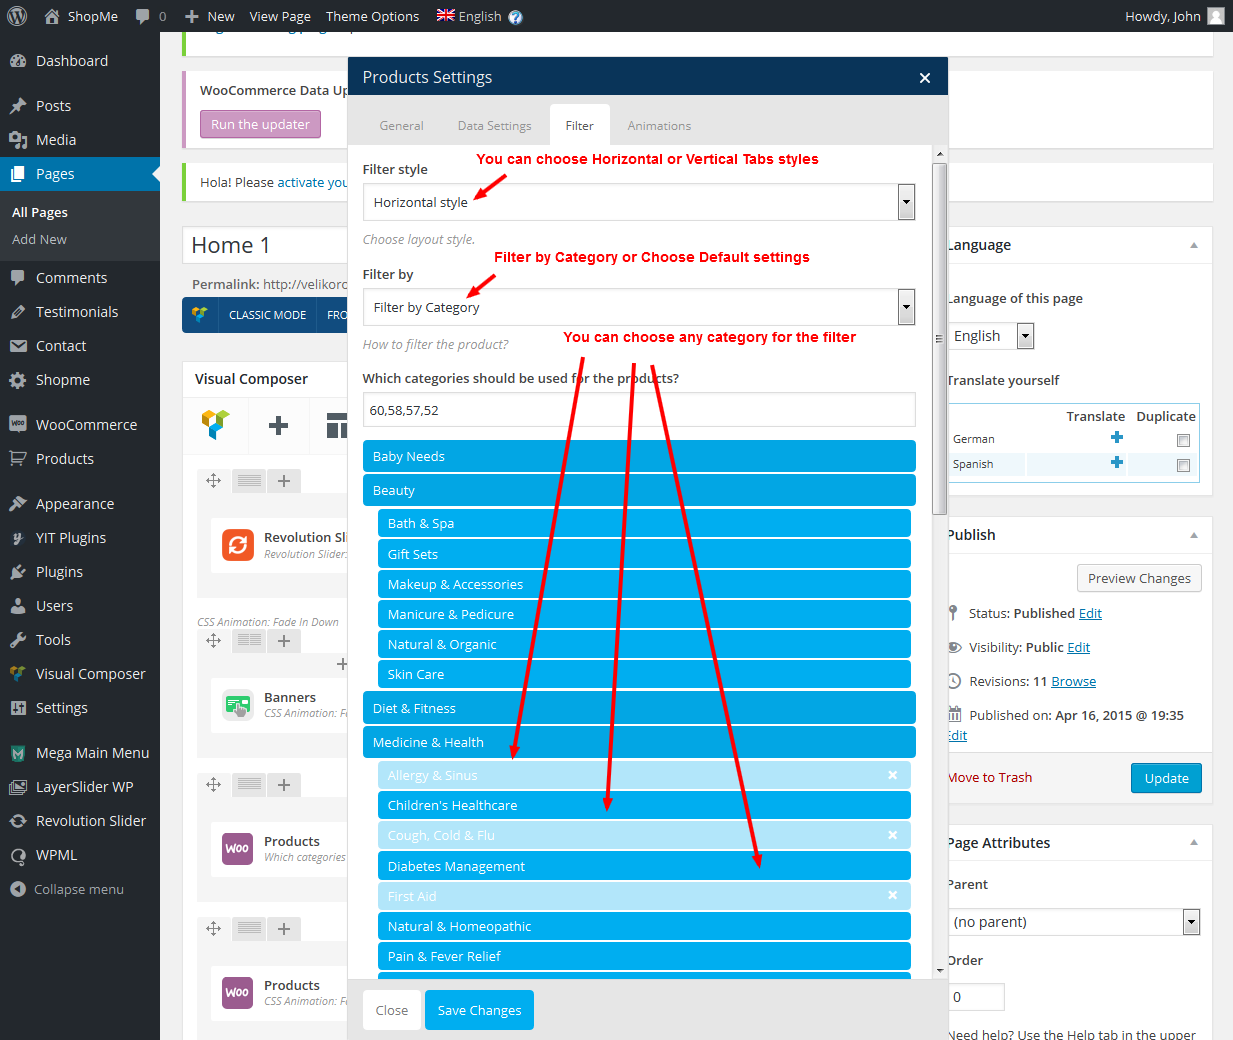 ShopMe
0
New
View Page
Theme Options
English
Howdy, John
Dashboard
Posts
Media
Pages
All Pages
Add New
Comments
Testimonials
Contact
Shopme
WooCommerce
Products
Appearance
YIT Plugins
Plugins
Users
Tools
Visual Composer
Settings
Mega Main Menu
LayerSlider WP
Revolution Slider
WPML
Collapse menu
WooCommerce Data Up
Run the updater
Hola! Please activate you
Home 1
Permalink: http://velikoro
CLASSIC MODE
FRO
Visual Composer
Revolution Sli
Revolution Slider:
CSS Animation: Fade In Down
Banners
CSS Animation: Fa
Products
Which categories
Products
CSS Animation: Fa
Products Settings
General
Data Settings
Filter
Animations
You can choose Horizontal or Vertical Tabs styles
Filter style
Horizontal style
Choose layout style.
Filter by Category or Choose Default settings
Filter by
Filter by Category
You can choose any category for the filter
How to filter the product?
Which categories should be used for the products?
60,58,57,52
Baby Needs
Beauty
Bath & Spa
Gift Sets
Makeup & Accessories
Manicure & Pedicure
Natural & Organic
Skin Care
Diet & Fitness
Medicine & Health
Allergy & Sinus
Children's Healthcare
Cough, Cold & Flu
Diabetes Management
First Aid
Natural & Homeopathic
Pain & Fever Relief
Close
Save Changes
Language
Language of this page
English
Translate yourself
Translate
Duplicate
German
Spanish
Publish
Preview Changes
Status: Published Edit
Visibility: Public Edit
Revisions: 11 Browse
Published on: Apr 16, 2015 @ 19:35
Edit
Move to Trash
Update
Page Attributes
Parent
(no parent)
Order
0
Need help? Use the Help tab in the upper